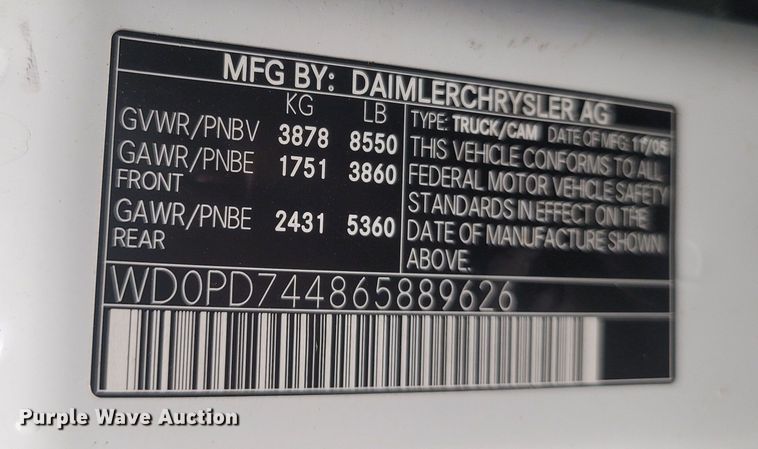 MFG BY: DAIMLERCHRYSLER AG
KG LB
GVWR/PNBV 3878 8550
GAWR/PNBE 1751 3860
FRONT
GAWR/PNBE 2431 5360
REAR
TYPE: TRUCK/CAM DATE OF MFG: 11/05
THIS VEHICLE CONFORMS TO ALL
FEDERAL MOTOR VEHICLE SAFETY
STANDARDS IN EFFECT ON THE
DATE OF MANUFACTURE SHOWN
ABOVE.
WD0PD744865889626
Purple Wave Auction